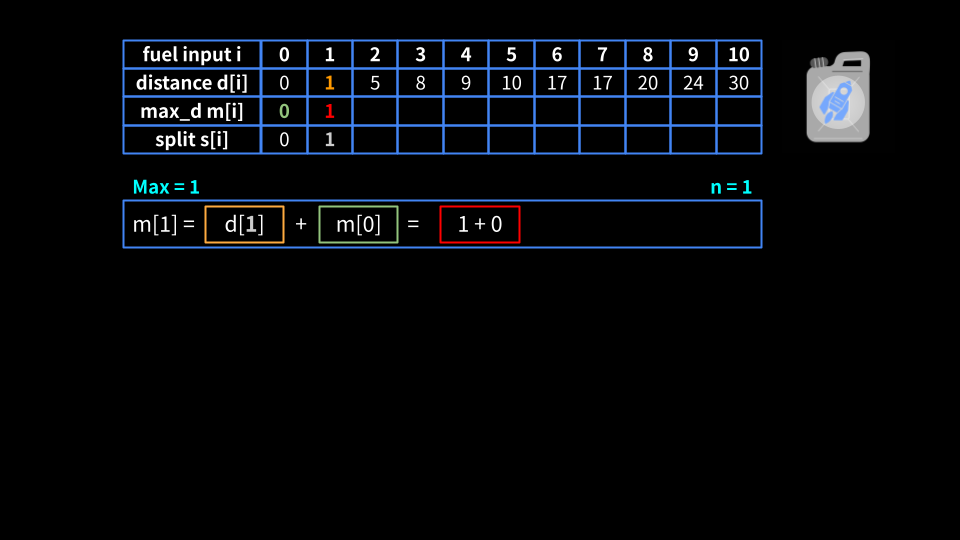 fuel input i 0 1 2 3 4 5 6 7 8 9 10
distance d[i] 0 1 5 8 9 10 17 17 20 24 30
max_d m[i] 0 1
split s[i] 0 1
Max = 1 n = 1
m[1] = d[1] + m[0] = 1 + 0